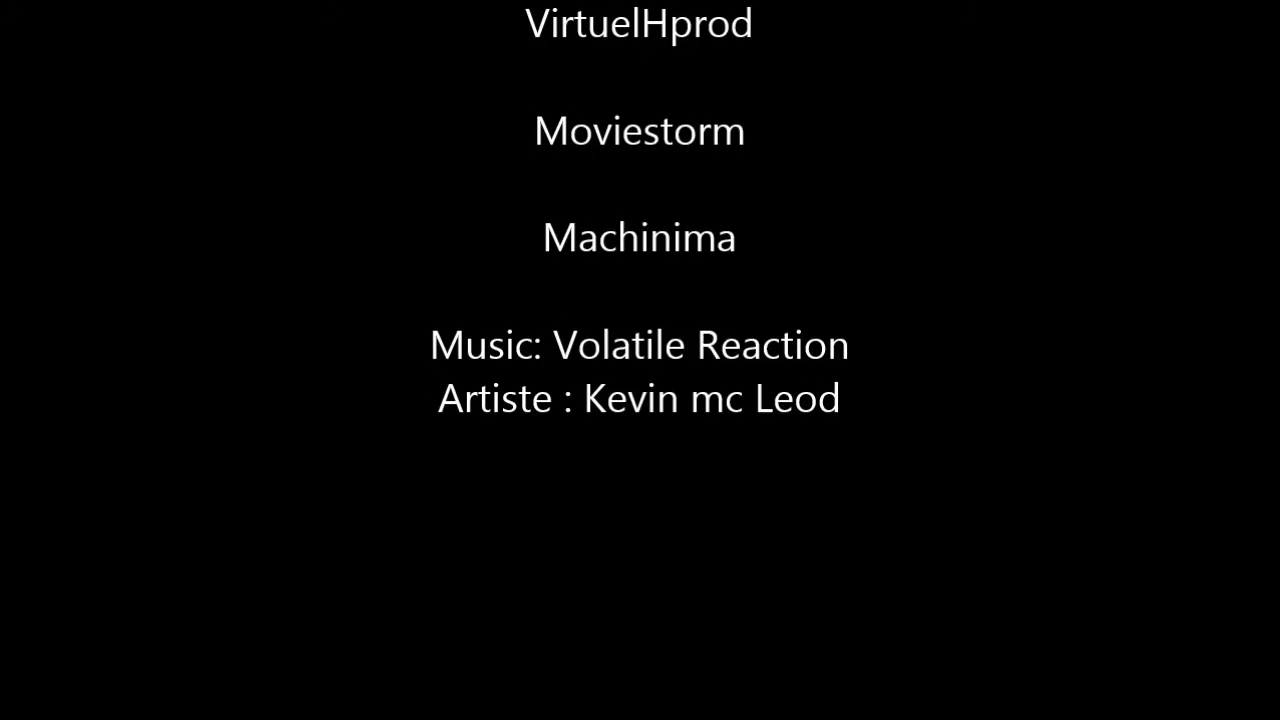 VirtuelHprod
Moviestorm
Machinima
Music: Volatile Reaction
Artiste : Kevin mc Leod